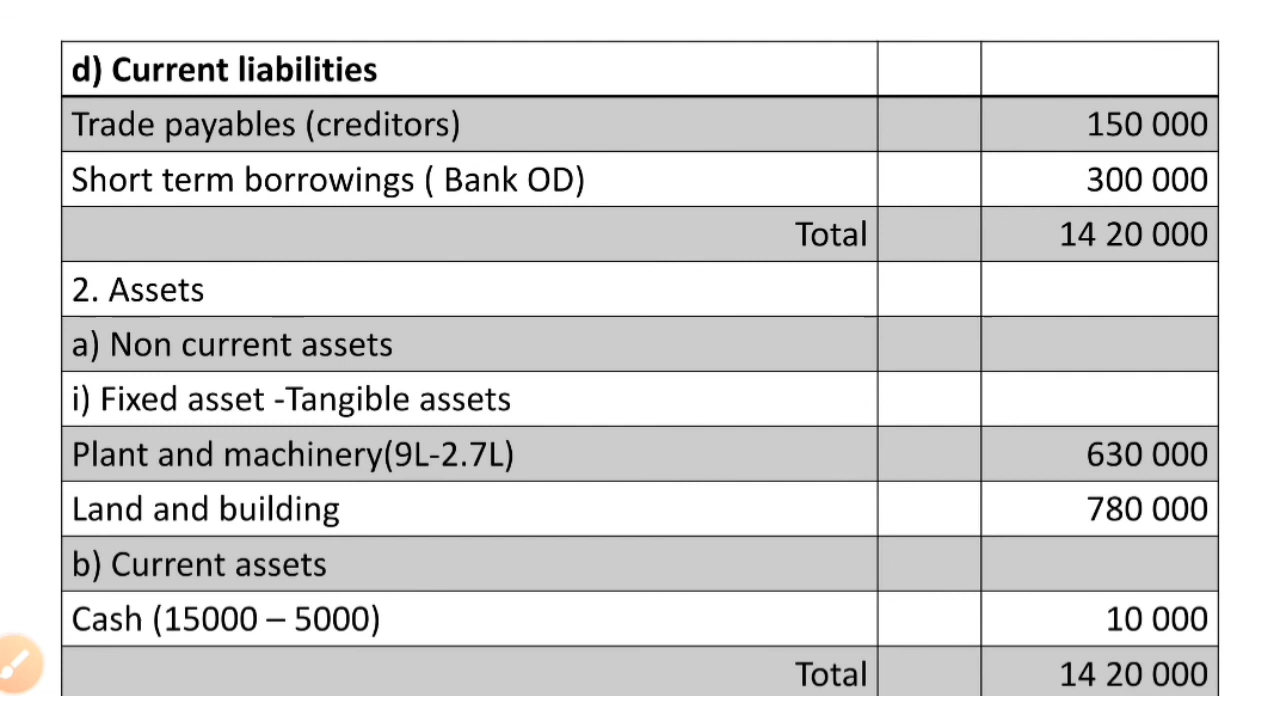 d) Current liabilities
Trade payables (creditors) 150 000
Short term borrowings ( Bank OD) 300 000
Total 14 20 000
2. Assets
a) Non current assets
i) Fixed asset -Tangible assets
Plant and machinery(9L-2.7L) 630 000
Land and building 780 000
b) Current assets
Cash (15000 – 5000) 10 000
Total 14 20 000